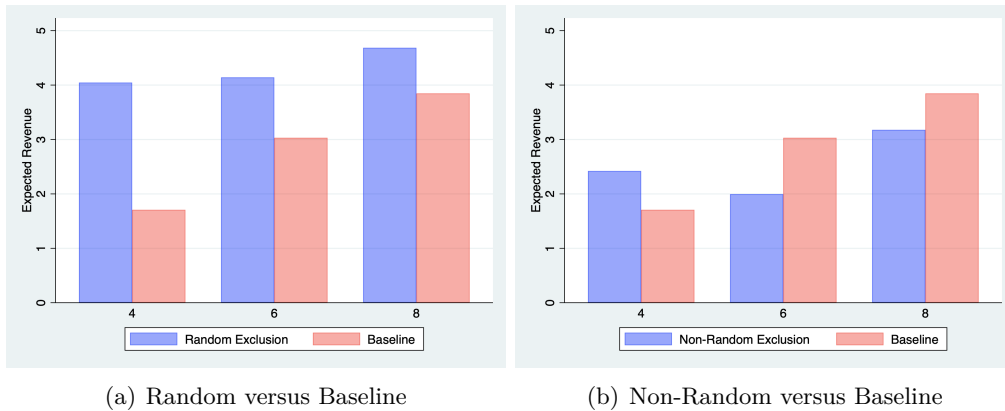 Expected Revenue
5
4
3
2
1
0
4 6 8
Random Exclusion Baseline
(a) Random versus Baseline
Expected Revenue
5
4
3
2
1
0
4 6 8
Non-Random Exclusion Baseline
(b) Non-Random versus Baseline